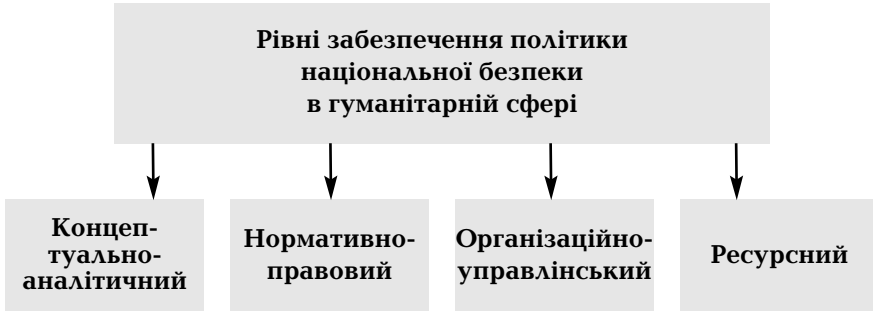 Рівні забезпечення політики
національної безпеки
в гуманітарній сфері
Концеп-
туально-
аналітичний
Нормативно-
правовий
Організаційно-
управлінський
Ресурсний